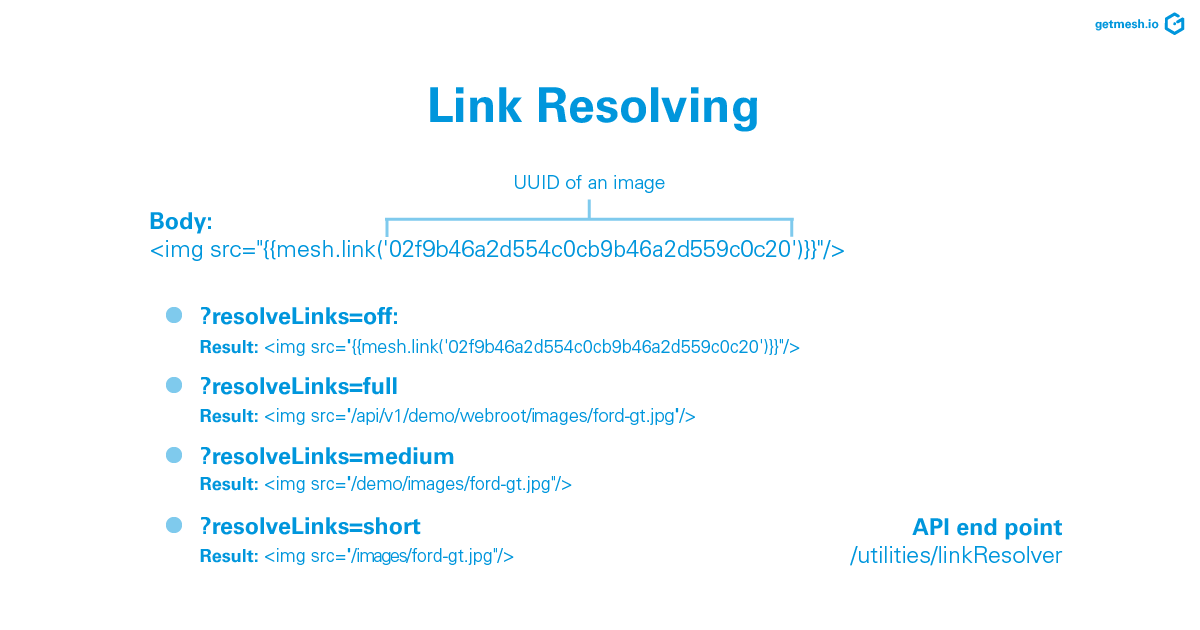 getmesh.io
Link Resolving
UUID of an image
Body:
<img src="{{mesh.link('02f9b46a2d554c0cb9b46a2d559c0c20')}}"/>
?resolveLinks=off:
Result: <img src="{{mesh.link('02f9b46a2d554c0cb9b46a2d559c0c20')}}"/>
?resolveLinks=full
Result: <img src="/api/v1/demo/webroot/images/ford-gt.jpg"/>
?resolveLinks=medium
Result: <img src="/demo/images/ford-gt.jpg"/>
?resolveLinks=short
Result: <img src="/images/ford-gt.jpg"/>
API end point
/utilities/linkResolver